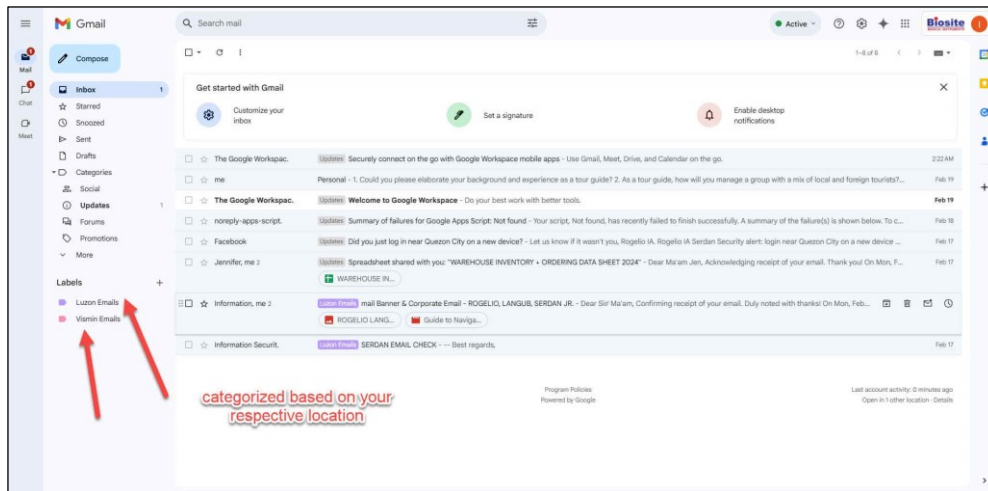 Gmail
Search mail
Active
Biosite
1
Mail
Compose
1-8 of 8
1
Chat
Inbox 1
Get started with Gmail
Starred
Customize your
inbox
Set a signature
Enable desktop
notifications
Meet
Snoozed
Sent
Drafts
Categories
Social
Updates 1
Forums
Promotions
More
The Google Workspac. Updates Securely connect on the go with Google Workspace mobile apps - Use Gmail, Meet, Drive, and Calendar on the go. 2:22 AM
me Personal - 1. Could you please elaborate your background and experience as a tour guide? 2. As a tour guide, how will you manage a group with a mix of local and foreign tourists?... Feb 19
The Google Workspac. Updates Welcome to Google Workspace - Do your best work with better tools. Feb 19
noreply-apps-script. Updates Summary of failures for Google Apps Script: Not found - Your script, Not found, has recently failed to finish successfully. A summary of the failure(s) is shown below. To c... Feb 18
Facebook Updates Did you just log in near Quezon City on a new device? - Let us know if it wasn't you, Rogelio IA. Rogelio IA Serdan Security alert: login near Quezon City on a new device ... Feb 17
Jennifer, me 2 Updates Spreadsheet shared with you: "WAREHOUSE INVENTORY + ORDERING DATA SHEET 2024" - Dear Ma'am Jen, Acknowledging receipt of your email. Thank you! On Mon, F... Feb 17
WAREHOUSE IN...
Labels
Luzon Emails
Vismin Emails
Information, me 2 Luzon Emails mail Banner & Corporate Email - ROGELIO, LANGUB, SERDAN JR. - Dear Sir/ Ma'am, Confirming receipt of your email. Duly noted with thanks! On Mon, Feb...
ROGELIO LANG... Guide to Naviga...
Information Securit. Luzon Emails SERDAN EMAIL CHECK - -- Best regards, Feb 17
categorized based on your
respective location
Program Policies
Powered by Google
Last account activity: 0 minutes ago
Open in 1 other location · Details